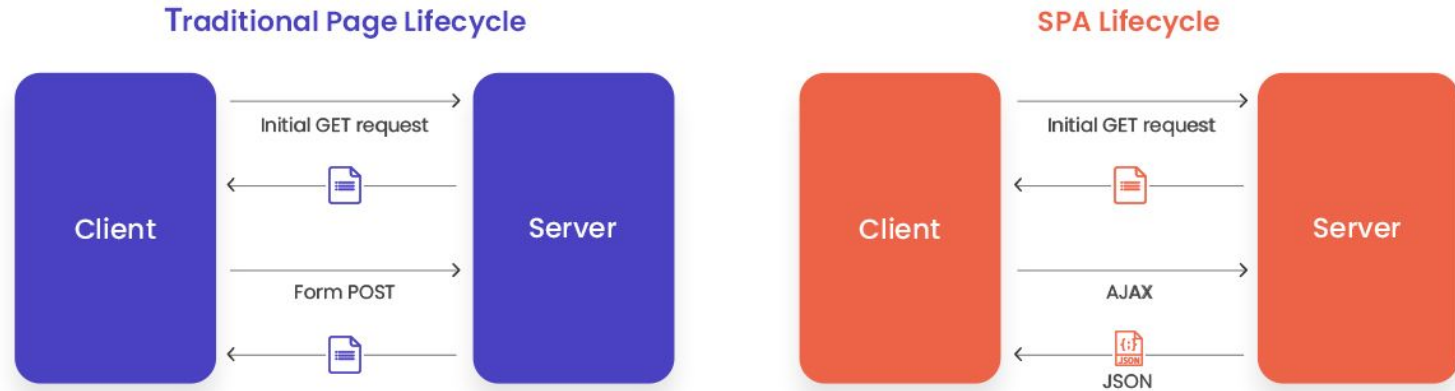 Traditional Page Lifecycle
Client
Initial GET request
Form POST
Server
SPA Lifecycle
Client
Initial GET request
AJAX
{;}
JSON
JSON
Server